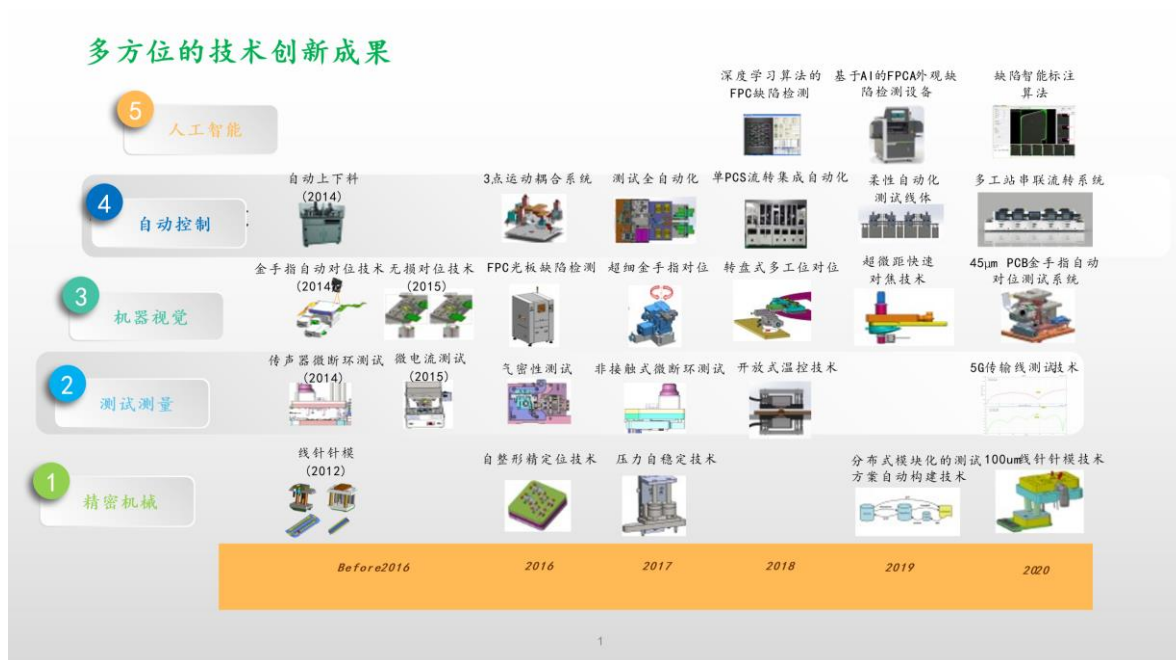 多方位的技术创新成果
5
人工智能
深度学习算法的
FPC缺陷检测
基于AI的FPCA外观缺
陷检测设备
缺陷智能标注
算法
4
自动控制
:
自动上下料
(2014)
3点运动耦合系统
测试全自动化
单PCS流转集成自动化
柔性自动化
测试线体
多工站串联流转系统
3
机器视觉
金手指自动对位技术
(2014)
无损对位技术
(2015)
FPC光板缺陷检测
超细金手指对位
转盘式多工位对位
超微距快速
对焦技术
45μm PCB金手指自动
对位测试系统
2
测试测量
传声器微断环测试
(2014)
微电流测试
(2015)
气密性测试
非接触式微断环测试
开放式温控技术
5G传输线测试技术
1
精密机械
线针针模
(2012)
自整形精定位技术
压力自稳定技术
分布式模块化的测试
方案自动构建技术
100um线针针模技术
Before2016
2016
2017
2018
2019
2020
1